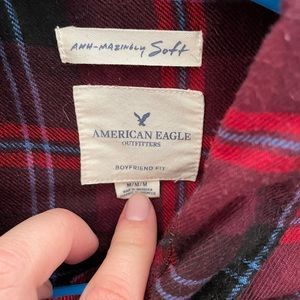 AHH-MAZINGLY Soft
AMERICAN EAGLE
OUTFITTERS
BOYFRIEND FIT
M/M/M